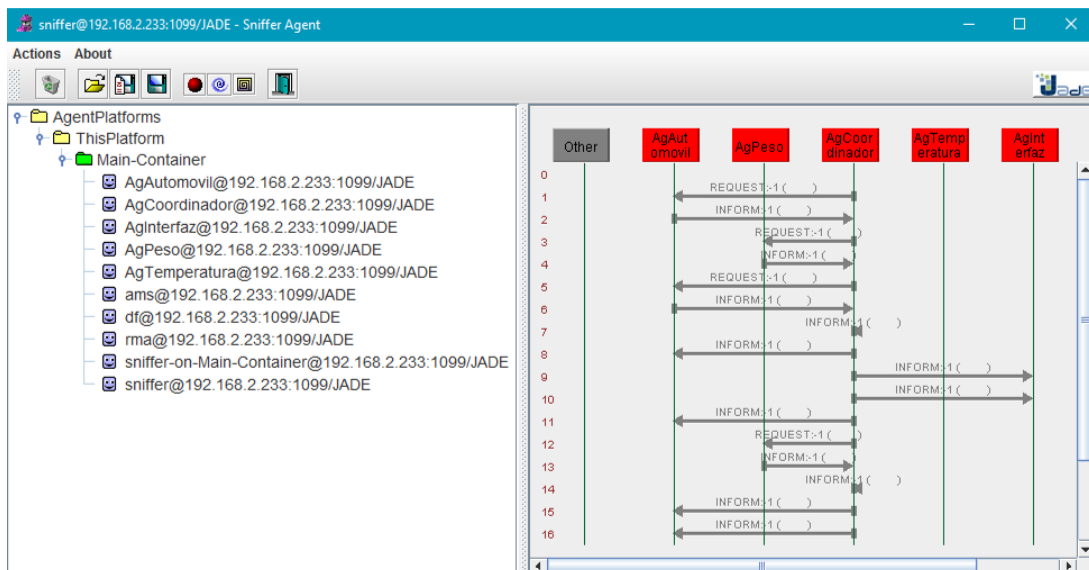 sniffer@192.168.2.233:1099/JADE - Sniffer Agent
Actions About
Jade
AgentPlatforms
ThisPlatform
Main-Container
AgAutomovil@192.168.2.233:1099/JADE
AgCoordinador@192.168.2.233:1099/JADE
AgInterfaz@192.168.2.233:1099/JADE
AgPeso@192.168.2.233:1099/JADE
AgTemperatura@192.168.2.233:1099/JADE
ams@192.168.2.233:1099/JADE
df@192.168.2.233:1099/JADE
rma@192.168.2.233:1099/JADE
sniffer-on-Main-Container@192.168.2.233:1099/JADE
sniffer@192.168.2.233:1099/JADE
Other
AgAut
omovil
AgPeso
AgCoor
dinador
AgTemp
eratura
AgInt
erfaz
0
REQUEST:-1 ( )
1
INFORM:-1 ( )
2
REQUEST:-1 ( )
3
INFORM:-1 ( )
4
REQUEST:-1 ( )
5
INFORM:-1 ( )
6
INFORM:-1 ( )
7
INFORM:-1 ( )
8
INFORM:-1 ( )
9
INFORM:-1 ( )
10
INFORM:-1 ( )
11
REQUEST:-1 ( )
12
INFORM:-1 ( )
13
INFORM:-1 ( )
14
INFORM:-1 ( )
15
INFORM:-1 ( )
16